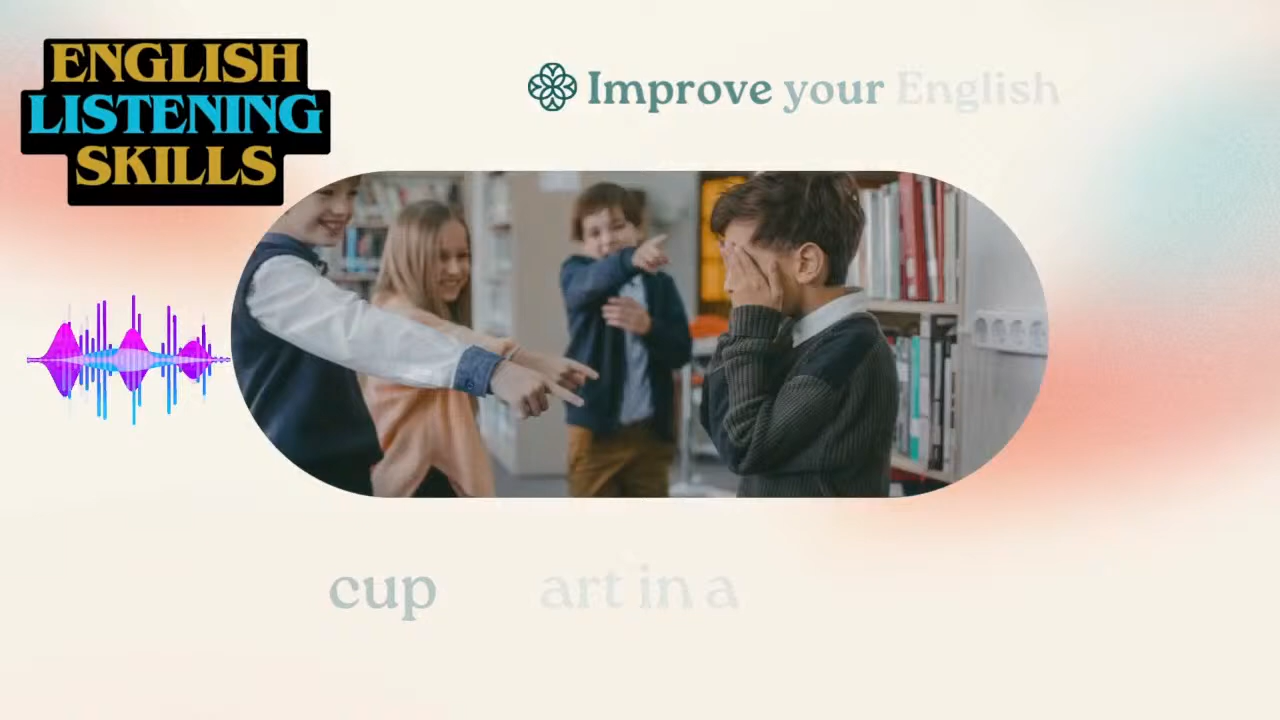 ENGLISH
LISTENING
SKILLS
Improve your English
cup art in a